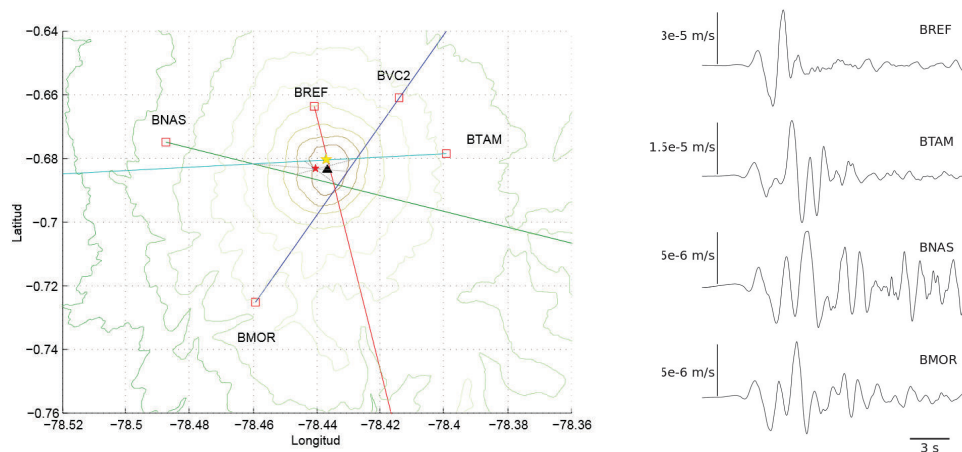 −0.64
−0.66
−0.68
−0.7
−0.72
−0.74
−0.76
Latitud
−78.52
−78.5
−78.48
−78.46
−78.44
−78.42
−78.4
−78.38
−78.36
Longitud
BNAS
BREF
BVC2
BTAM
BMOR
3e-5 m/s
BREF
1.5e-5 m/s
BTAM
5e-6 m/s
BNAS
5e-6 m/s
BMOR
3 s